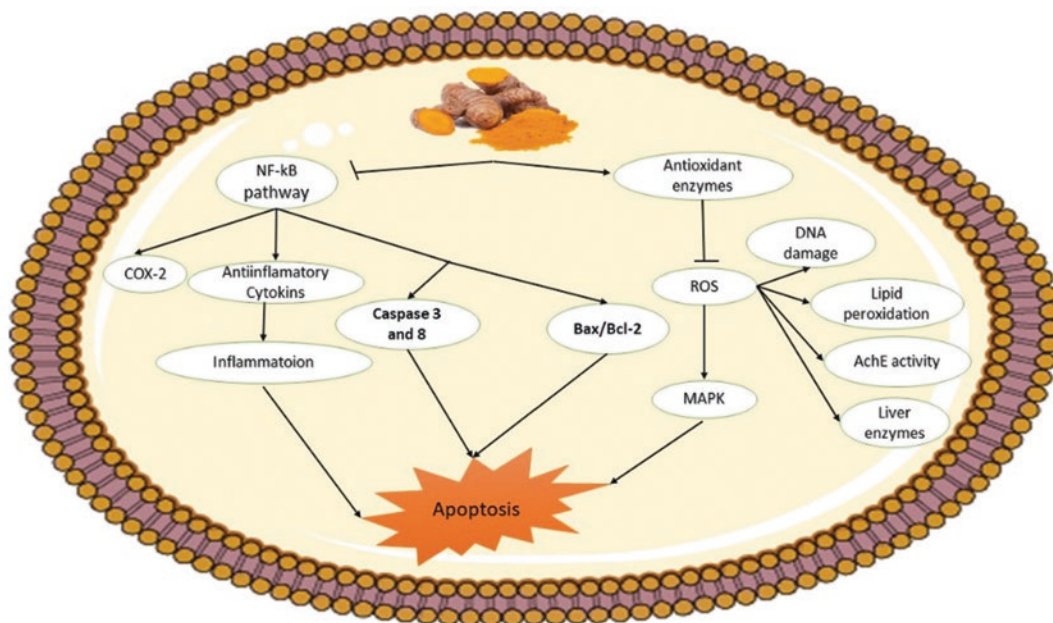 NF-kB
pathway
Antioxidant
enzymes
DNA
damage
COX-2
Antiinflamatory
Cytokins
ROS
Lipid
peroxidation
Caspase 3
and 8
Bax/Bcl-2
AchE activity
Inflammatoion
MAPK
Liver
enzymes
Apoptosis